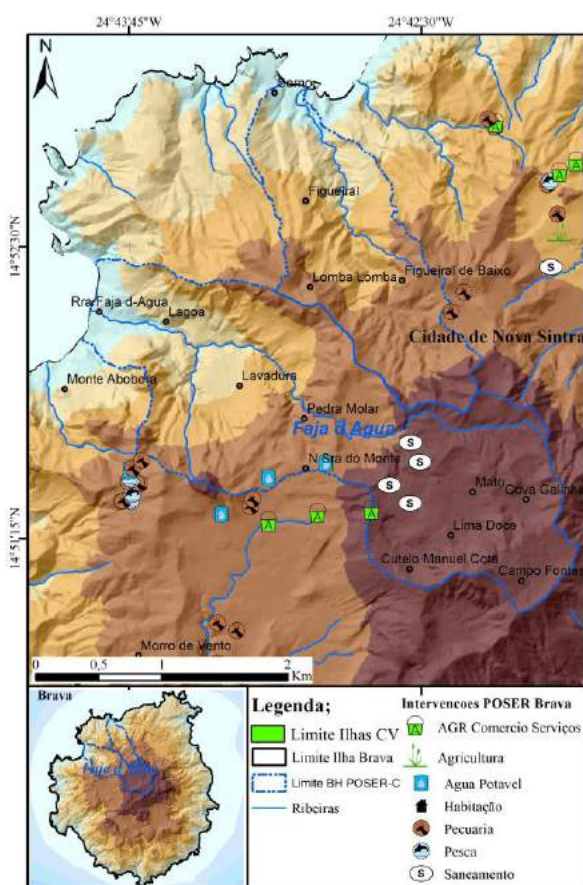 24°43'45"W
24°42'30"W
N
Figueiral
14°52'30"N
Lomba Lomba
Figueiral de Baixo
Rra Faja d-Agua
Lagoa
Cidade de Nova Sintra
Monte Abobora
Lavadura
Pedra Molar
Faja d Agua
S
N Sra do Monte
Mato
Cova Galinha
14°51'15"N
Lima Doce
Cutelo Manuel Cota
Campo Fontes
Morro de Vento
0 0,5 1 2
Km
Brava
Legenda;
Limite Ilhas CV
Limite Ilha Brava
Limite BH POSER-C
Ribeiras
Intervencoes POSER Brava
AGR Comercio Serviços
Agricultura
Agua Potavel
Habitação
Pecuaria
Pesca
S Saneamento